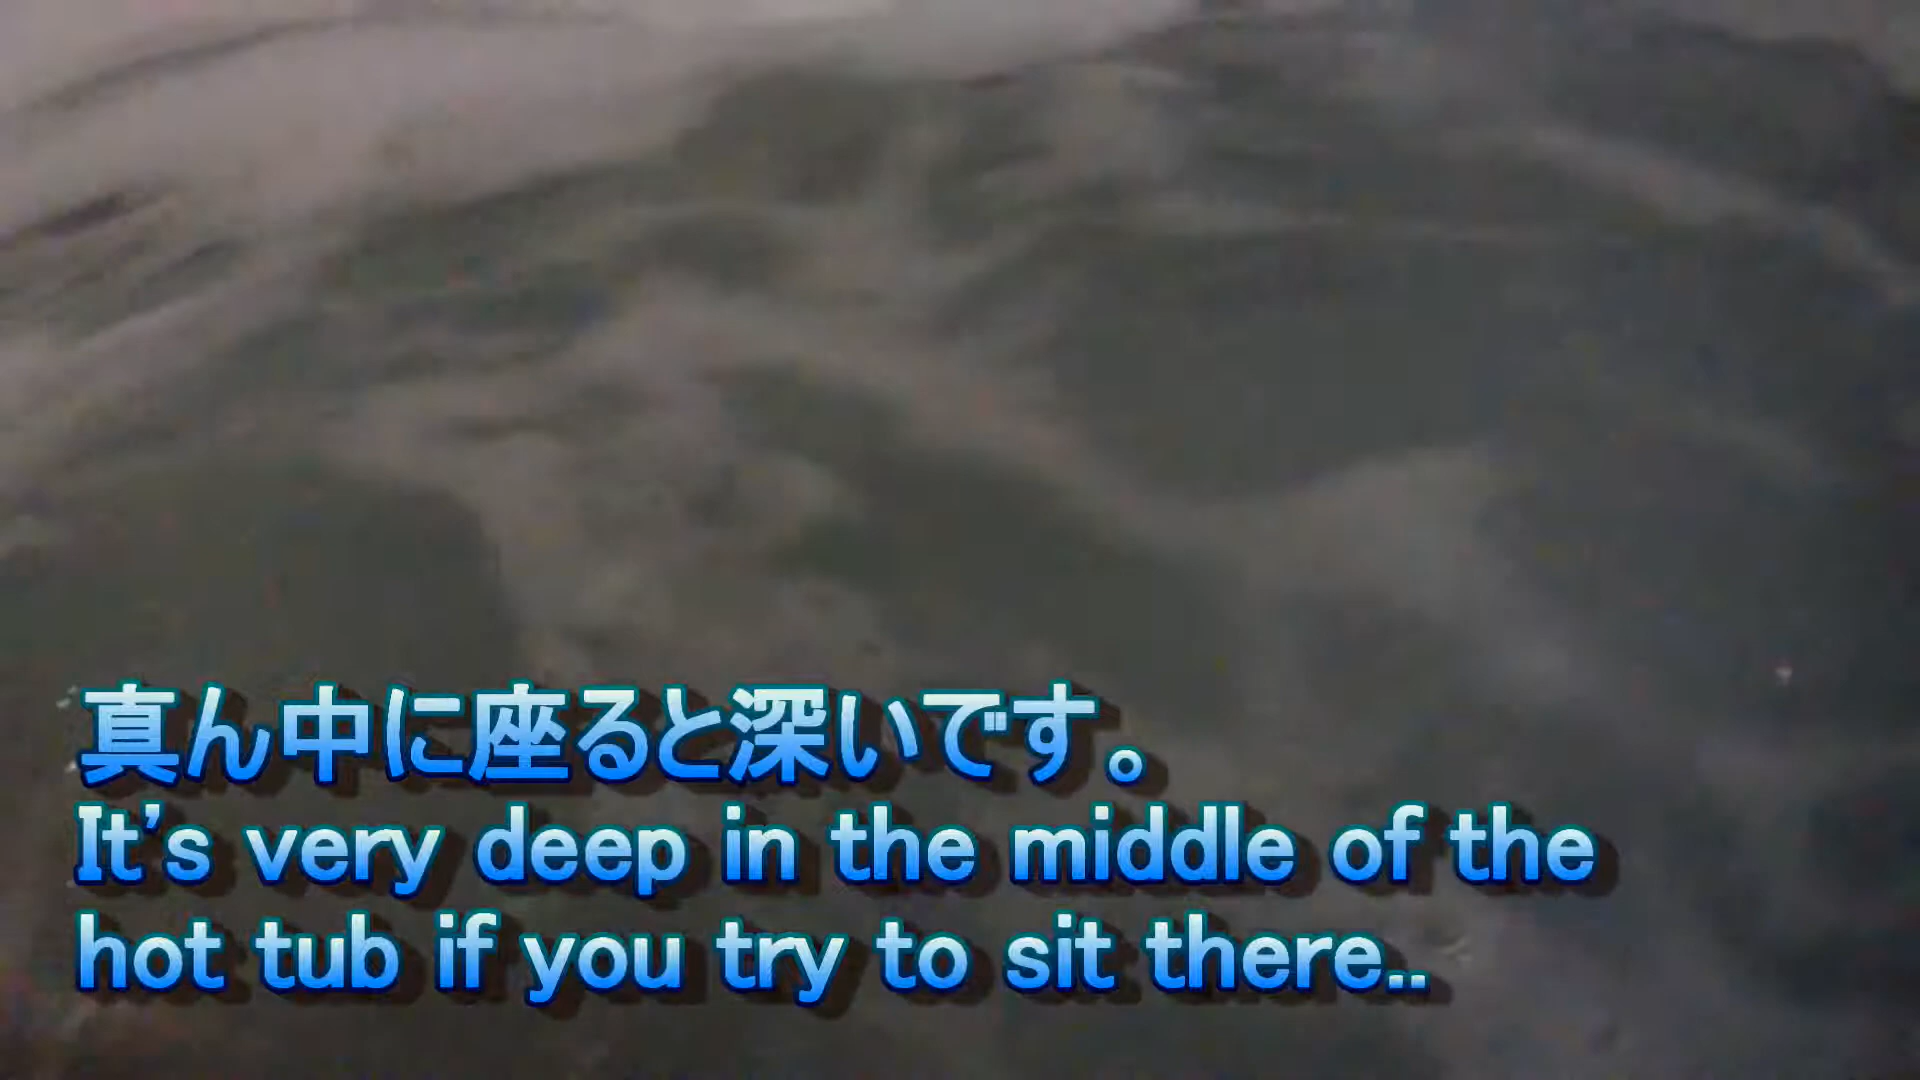 真ん中に座ると深いです。
It's very deep in the middle of the
hot tub if you try to sit there..